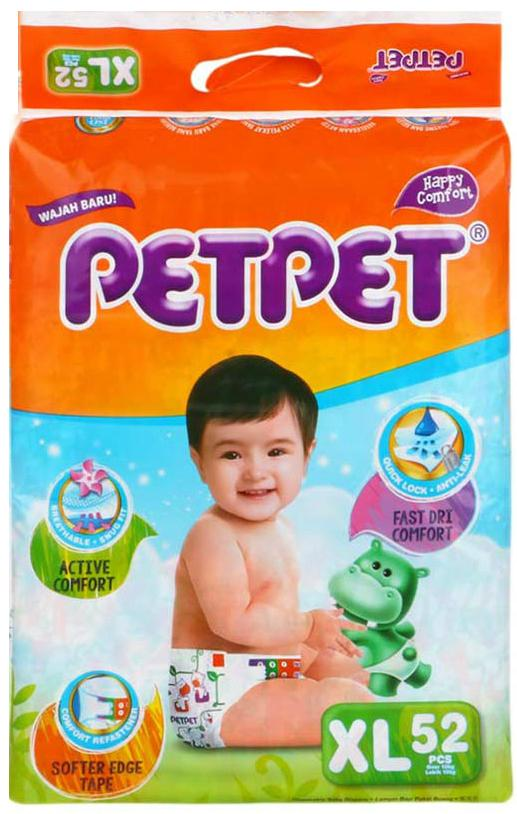 XL 52
PCS
PETPET
WAJAH BARU!
Happy
Comfort
PETPET®
QUICK LOCK • ANTI-LEAK
FAST DRI
COMFORT
BREATHABLE • SNUG FIT
ACTIVE
COMFORT
COMFORT REFASTENER
SOFTER EDGE
TAPE
PETPET
XL 52
PCS